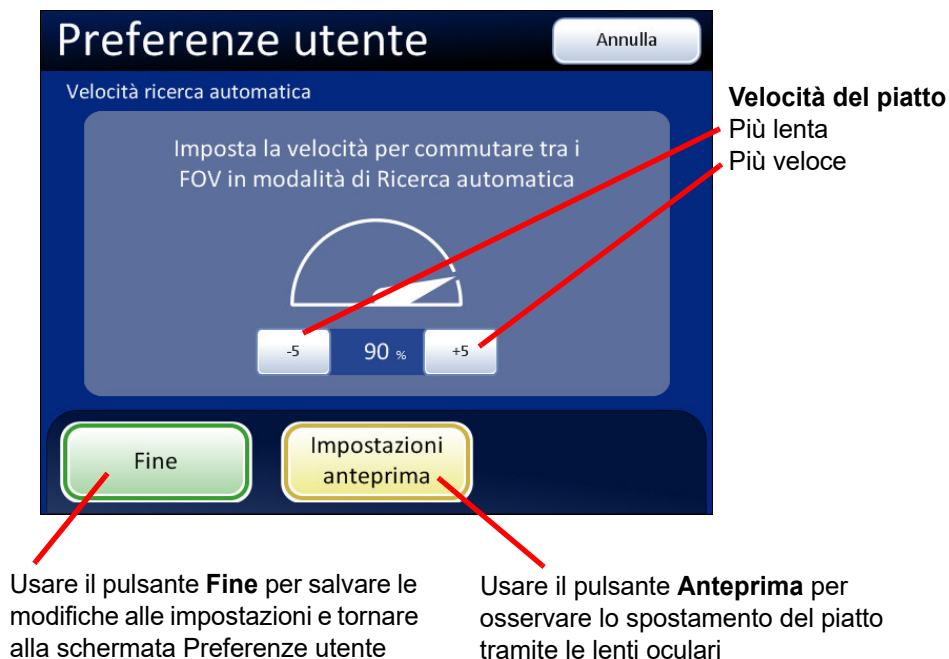 Preferenze utente
Annulla
Velocità ricerca automatica
Imposta la velocità per commutare tra i
FOV in modalità di Ricerca automatica
-5
90 %
+5
Fine
Impostazioni
anteprima
Velocità del piatto
Più lenta
Più veloce
Usare il pulsante Fine per salvare le
modifiche alle impostazioni e tornare
alla schermata Preferenze utente
Usare il pulsante Anteprima per
osservare lo spostamento del piatto
tramite le lenti oculari